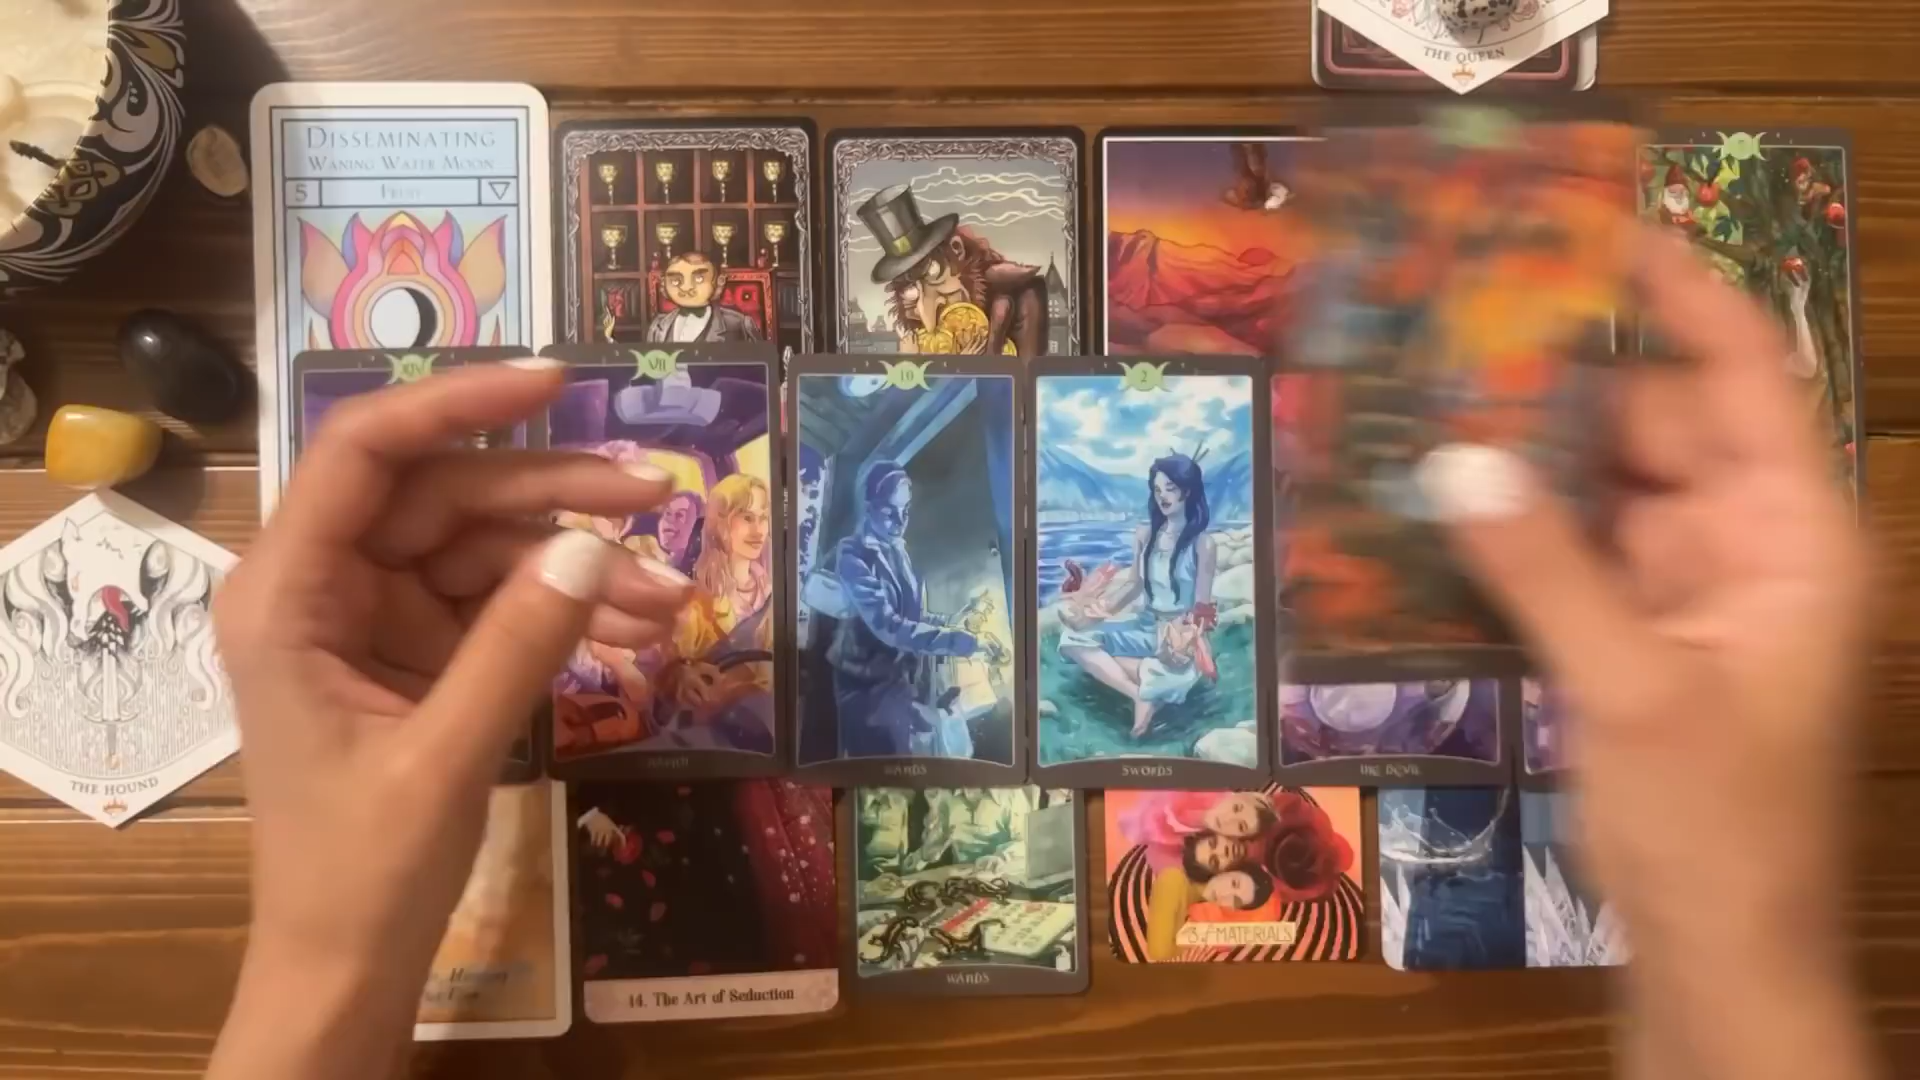 THE QUEEN
DISSEMINATING
WANING WATER MOON
5
XIV
VII
10
2
WANDS
SWORDS
THE DEVIL
THE HOUND
14. The Art of Seduction
WANDS
3 of MATERIALS